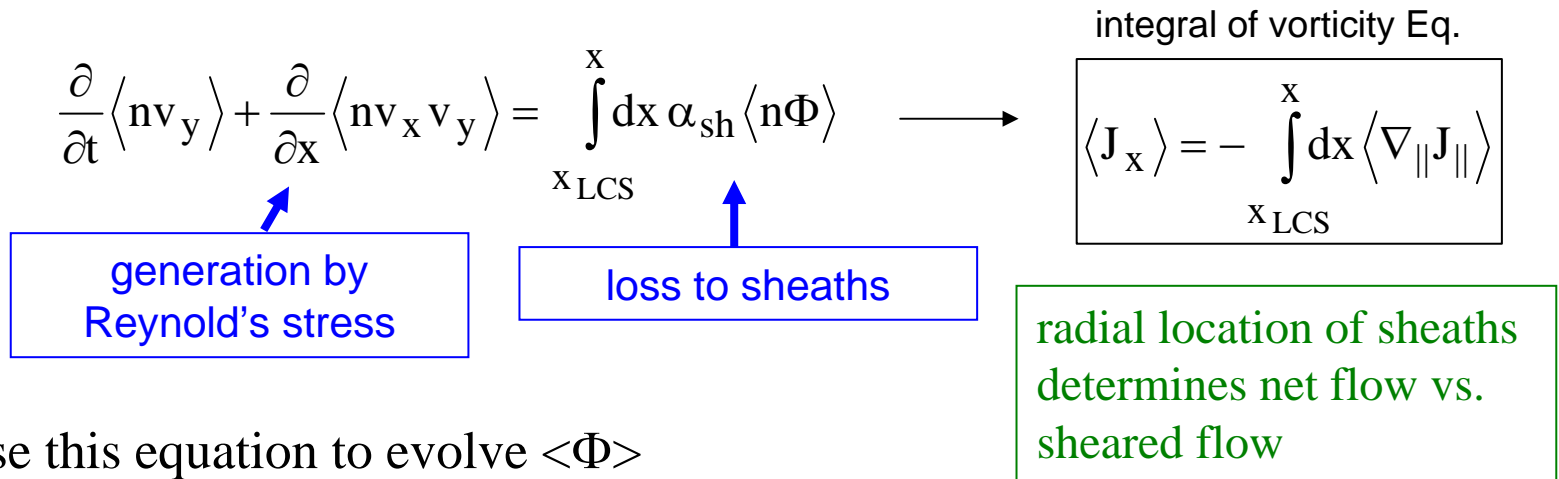 integral of vorticity Eq.
∂/∂t ⟨nv_y⟩ + ∂/∂x ⟨nv_x v_y⟩ = ∫_{x_LCS}^{x} dx α_sh ⟨nΦ⟩ ⟶ ⟨J_x⟩ = − ∫_{x_LCS}^{x} dx ⟨∇_|| J_||⟩
generation by
Reynold's stress
loss to sheaths
radial location of sheaths
determines net flow vs.
sheared flow
se this equation to evolve <Φ>